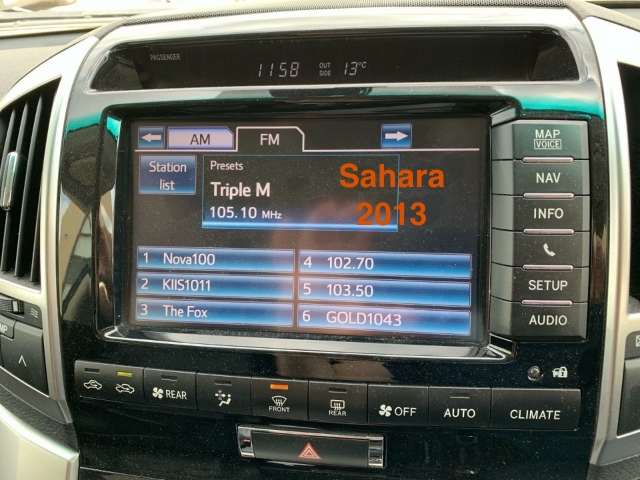 PASSENGER
1158 OUT SIDE 13°C
AM FM
MAP
VOICE
Station list
Presets
Triple M
105.10 MHz
Sahara
2013
NAV
INFO
1 Nova100
4 102.70
2 KIIS1011
5 103.50
3 The Fox
6 GOLD1043
SETUP
AUDIO
REAR
FRONT
REAR
OFF
AUTO
CLIMATE